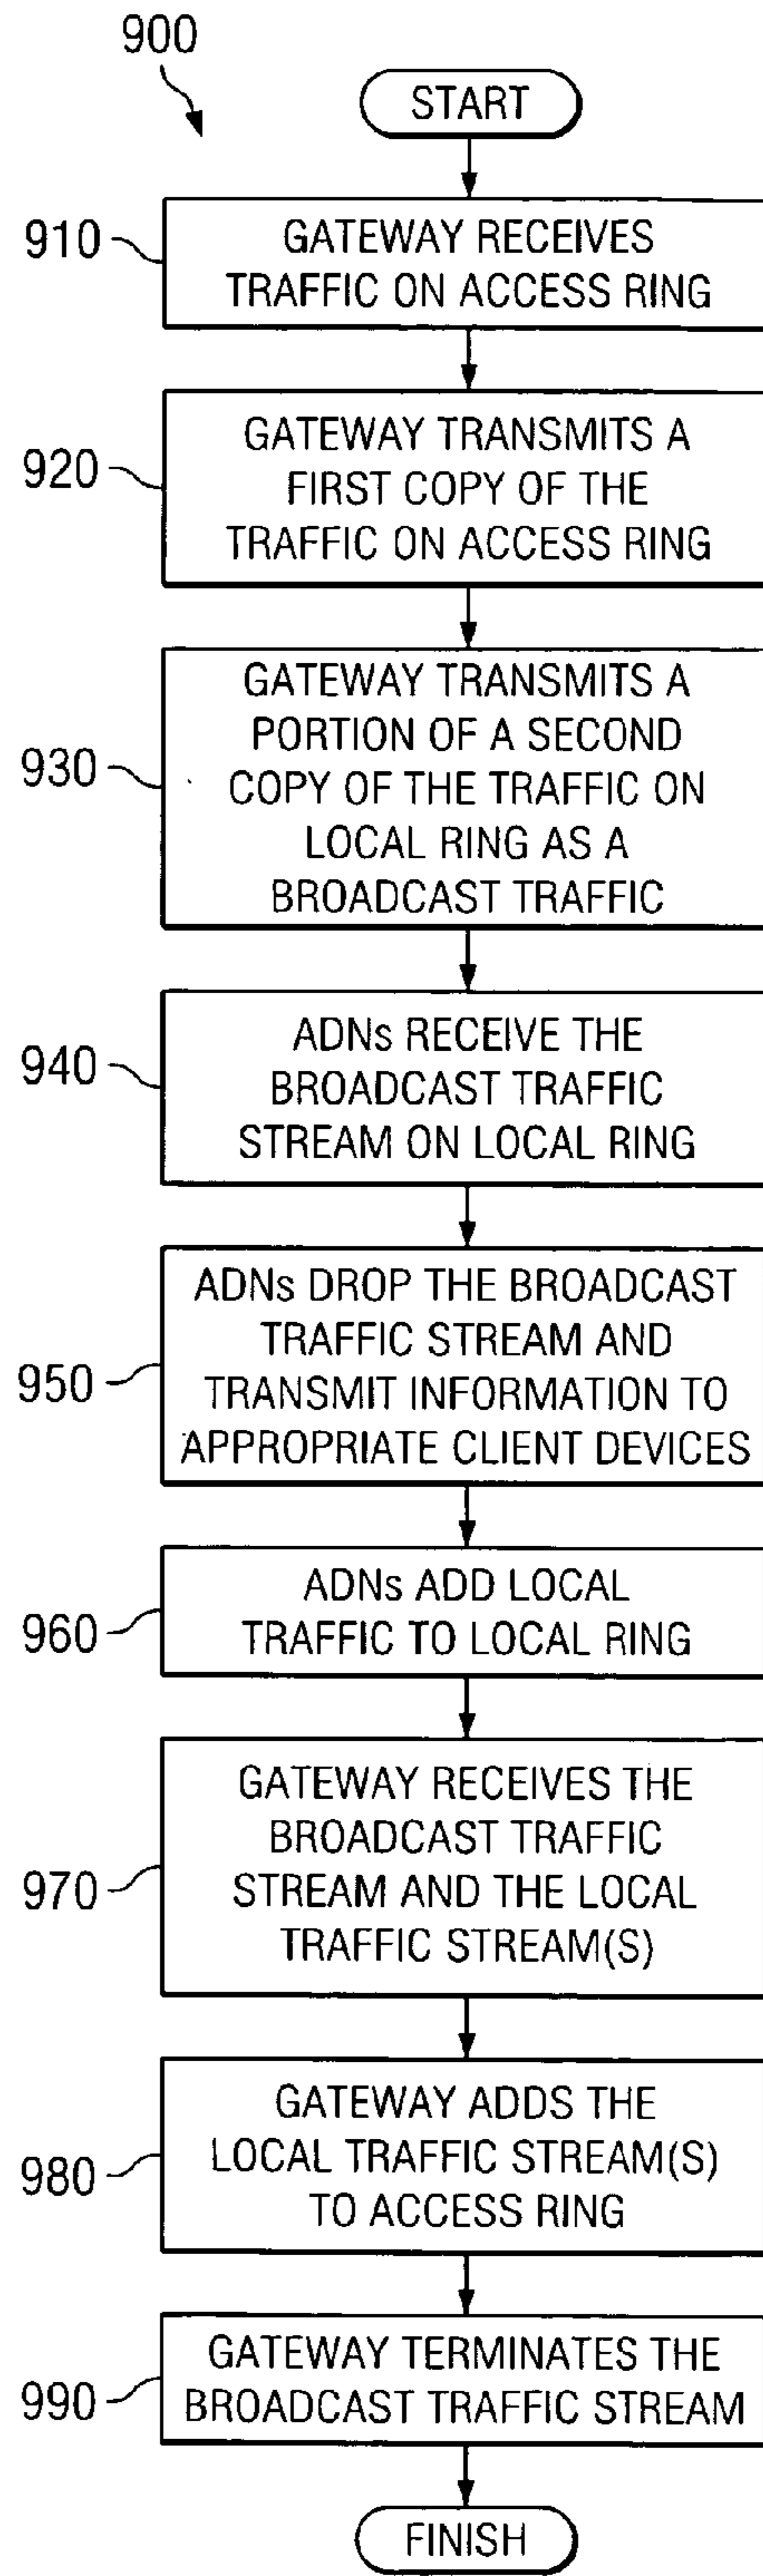 900
START
910
GATEWAY RECEIVES
TRAFFIC ON ACCESS RING
920
GATEWAY TRANSMITS A
FIRST COPY OF THE
TRAFFIC ON ACCESS RING
930
GATEWAY TRANSMITS A
PORTION OF A SECOND
COPY OF THE TRAFFIC ON
LOCAL RING AS A
BROADCAST TRAFFIC
940
ADNs RECEIVE THE
BROADCAST TRAFFIC
STREAM ON LOCAL RING
950
ADNs DROP THE BROADCAST
TRAFFIC STREAM AND
TRANSMIT INFORMATION TO
APPROPRIATE CLIENT DEVICES
960
ADNs ADD LOCAL
TRAFFIC TO LOCAL RING
970
GATEWAY RECEIVES THE
BROADCAST TRAFFIC
STREAM AND THE LOCAL
TRAFFIC STREAM(S)
980
GATEWAY ADDS THE
LOCAL TRAFFIC STREAM(S)
TO ACCESS RING
990
GATEWAY TERMINATES THE
BROADCAST TRAFFIC STREAM
FINISH